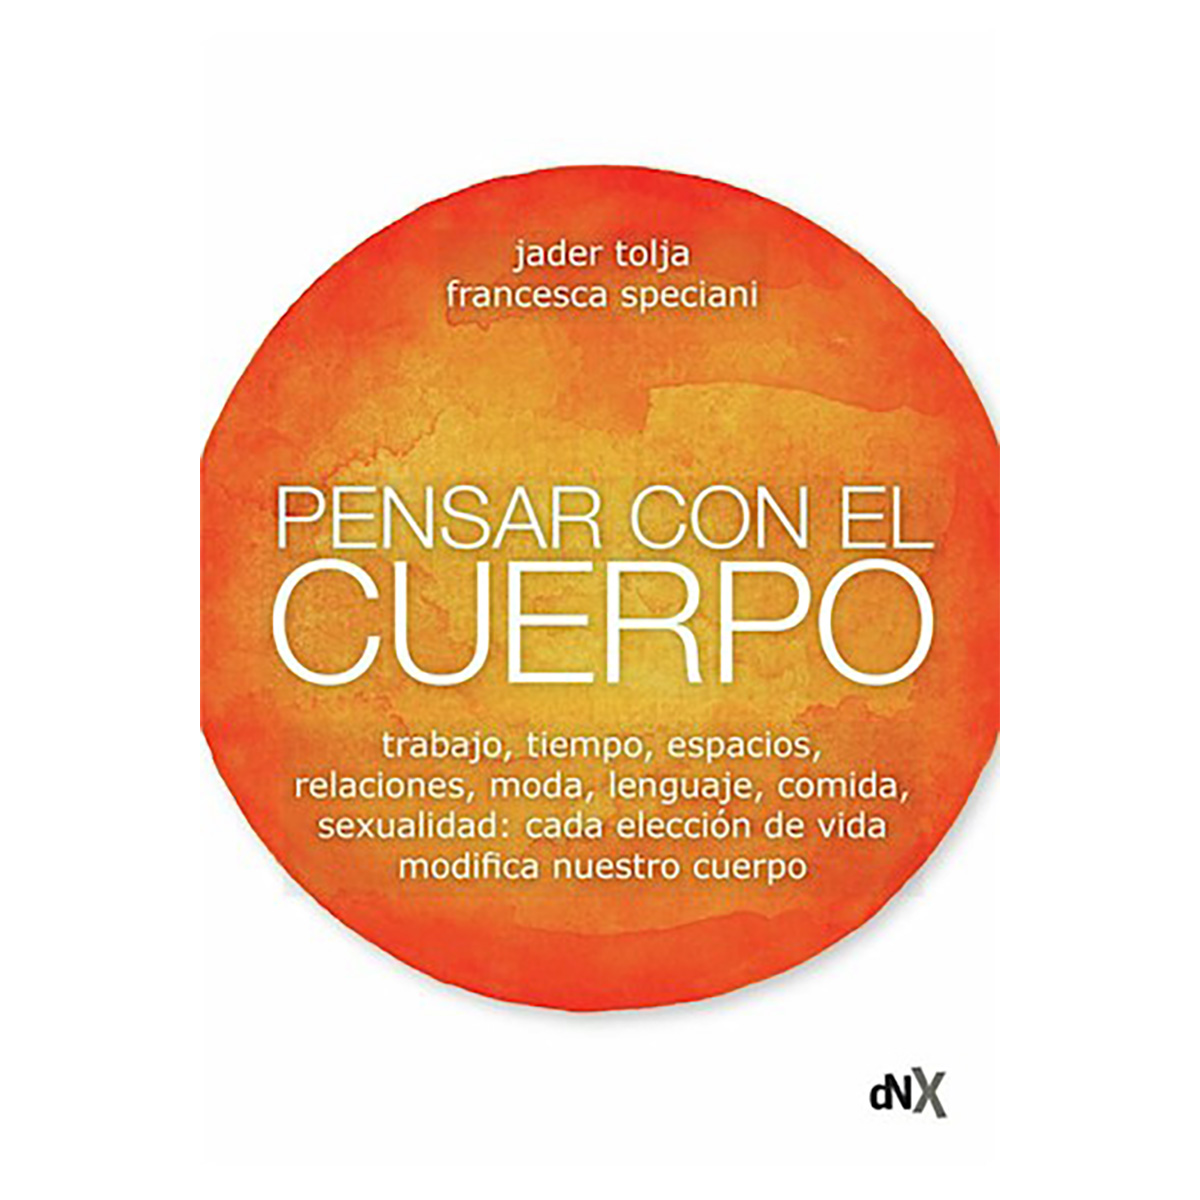 jader tolja
francesca speciani
PENSAR CON EL
CUERPO
trabajo, tiempo, espacios,
relaciones, moda, lenguaje, comida,
sexualidad: cada elección de vida
modifica nuestro cuerpo
dNX